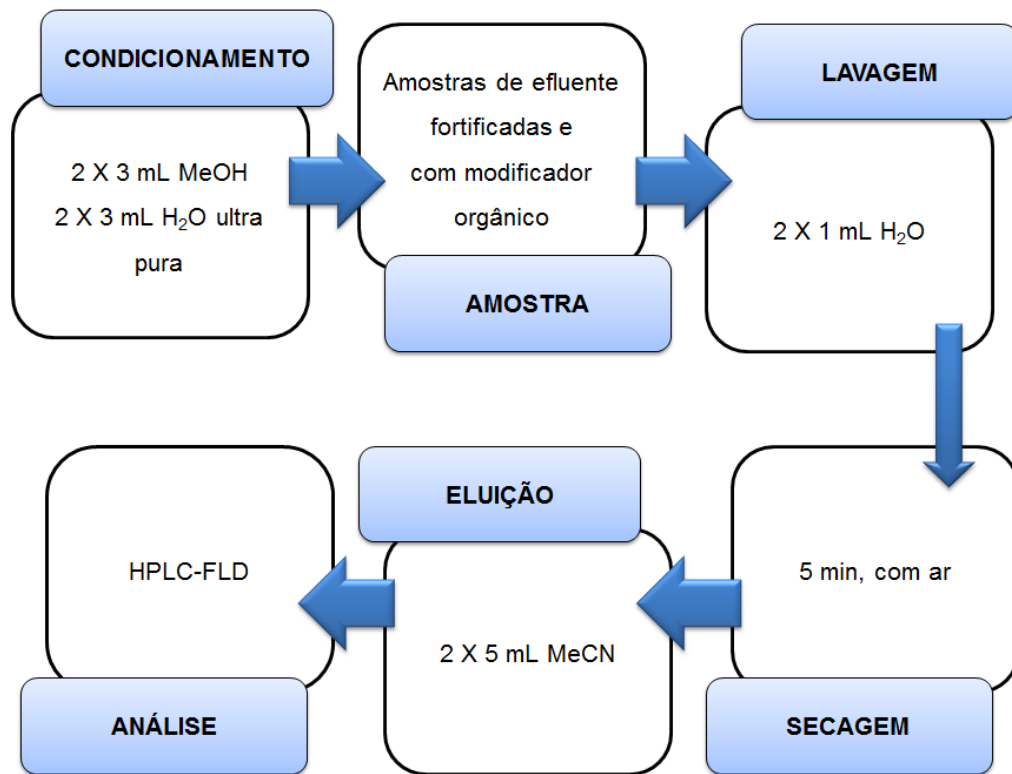 CONDICIONAMENTO
2 X 3 mL MeOH
2 X 3 mL H₂O ultra
pura
Amostras de efluente
fortificadas e
com modificador
orgânico
AMOSTRA
LAVAGEM
2 X 1 mL H₂O
5 min, com ar
SECAGEM
ELUIÇÃO
2 X 5 mL MeCN
HPLC-FLD
ANÁLISE